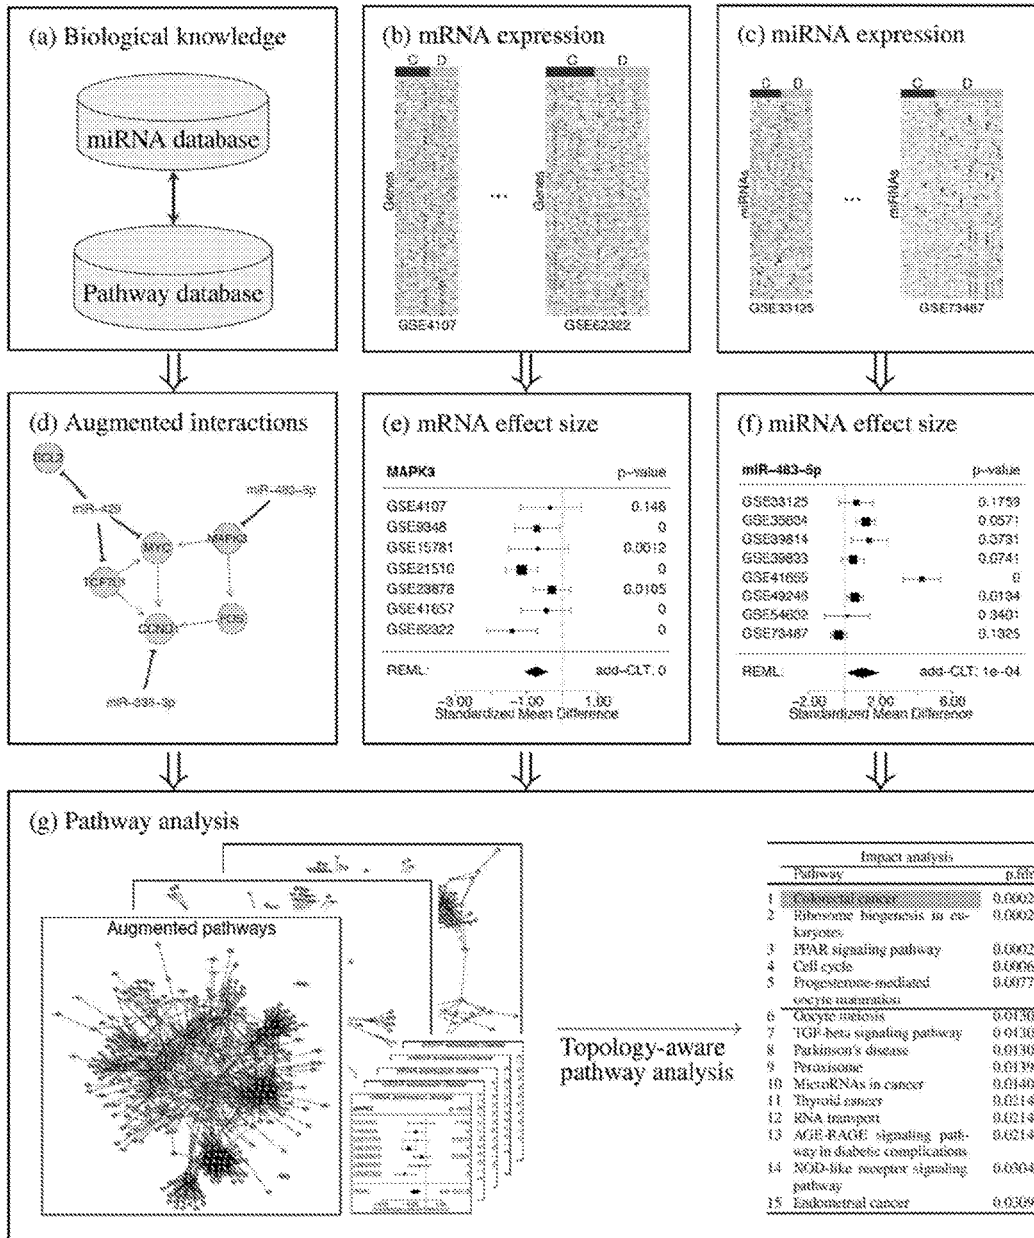 (a) Biological knowledge
miRNA database
Pathway database
(b) mRNA expression
C D
C D
Genes
Genes
...
GSE4107
GSE62322
(c) miRNA expression
C D
C D
miRNAs
miRNAs
...
GSE33125
GSE73487
(d) Augmented interactions
BCL2
miR-429
miR-483-5p
MYC
MAPK3
FOS
(e) mRNA effect size
MAPK3 p-value
GSE4107 0.148
GSE9348 0
GSE15781 0.0012
GSE21510 0
GSE23878 0.0105
GSE41657 0
GSE62322 0
REML: add-CLT: 0
-3.00 -1.00 1.00
Standardized Mean Difference
(f) miRNA effect size
miR-483-5p p-value
GSE33125 0.1739
GSE35834 0.0571
GSE39814 0.0731
GSE39833 0.0741
GSE41655 0
GSE49246 0.0134
GSE54632 0.3401
GSE73487 0.1325
REML: add-CLT: 1e-04
-2.00 2.00 6.00
Standardized Mean Difference
(g) Pathway analysis
Augmented pathways
Topology-aware
pathway analysis
Impact analysis
Pathway p.fdr
1 Colorectal cancer 0.0002
2 Ribosome biogenesis in eu- 0.0002
karyotes
3 PPAR signaling pathway 0.0002
4 Cell cycle 0.0006
5 Progesterone-mediated 0.0077
oocyte maturation
6 Oocyte meiosis 0.0130
7 TGF-beta signaling pathway 0.0130
8 Parkinson's disease 0.0130
9 Peroxisome 0.0139
10 MicroRNAs in cancer 0.0140
11 Thyroid cancer 0.0214
12 RNA transport 0.0214
13 AGE-RAGE signaling path- 0.0214
way in diabetic complications
14 NOD-like receptor signaling 0.0304
pathway
15 Endometrial cancer 0.0309